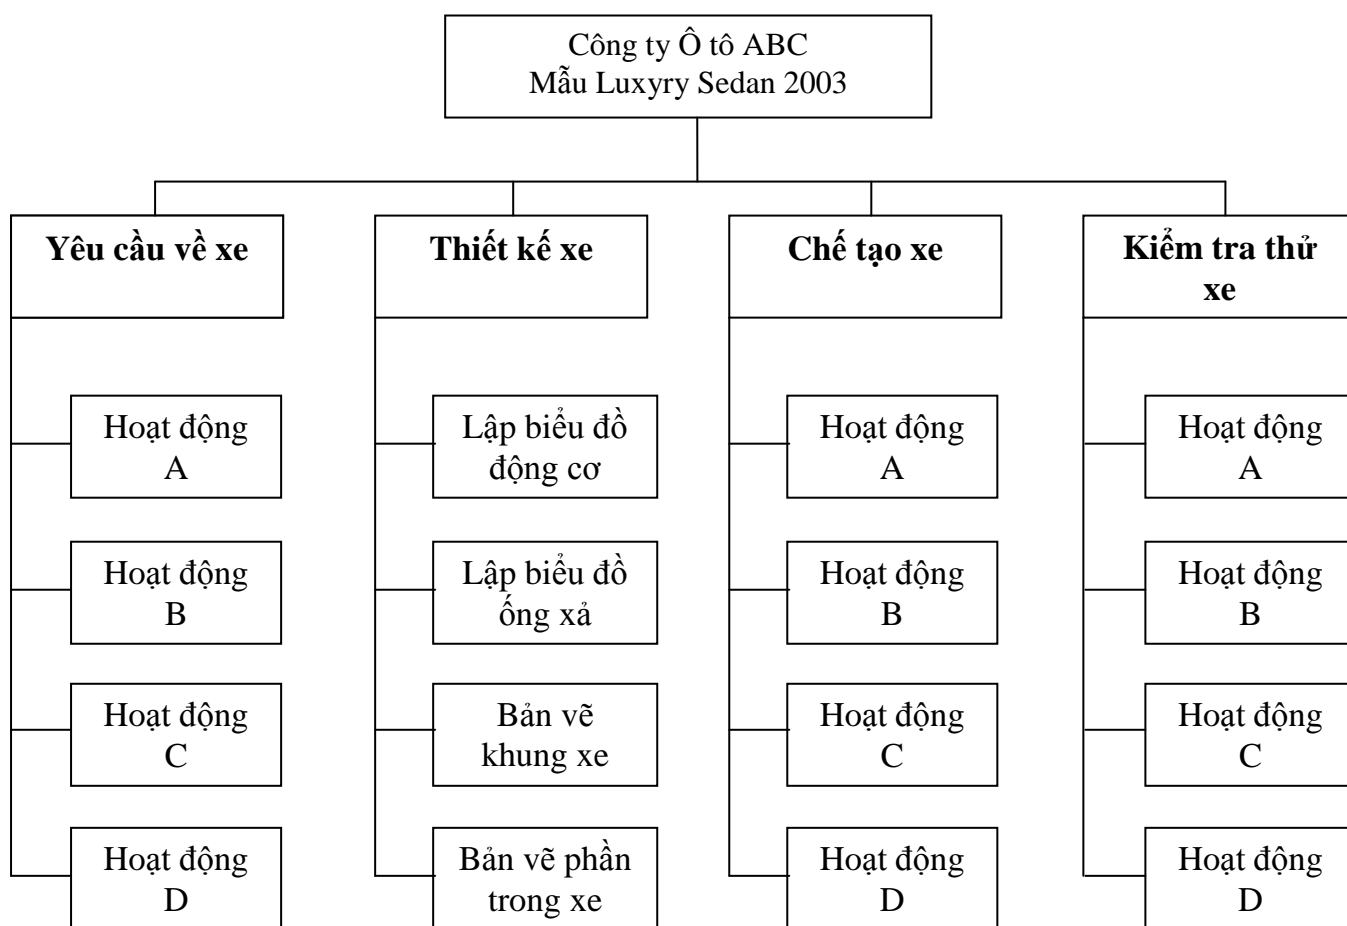 Công ty Ô tô ABC
Mẫu Luxyry Sedan 2003
Yêu cầu về xe
Thiết kế xe
Chế tạo xe
Kiểm tra thử
xe
Hoạt động
A
Lập biểu đồ
động cơ
Hoạt động
A
Hoạt động
A
Hoạt động
B
Lập biểu đồ
ống xả
Hoạt động
B
Hoạt động
B
Hoạt động
C
Bản vẽ
khung xe
Hoạt động
C
Hoạt động
C
Hoạt động
D
Bản vẽ phần
trong xe
Hoạt động
D
Hoạt động
D